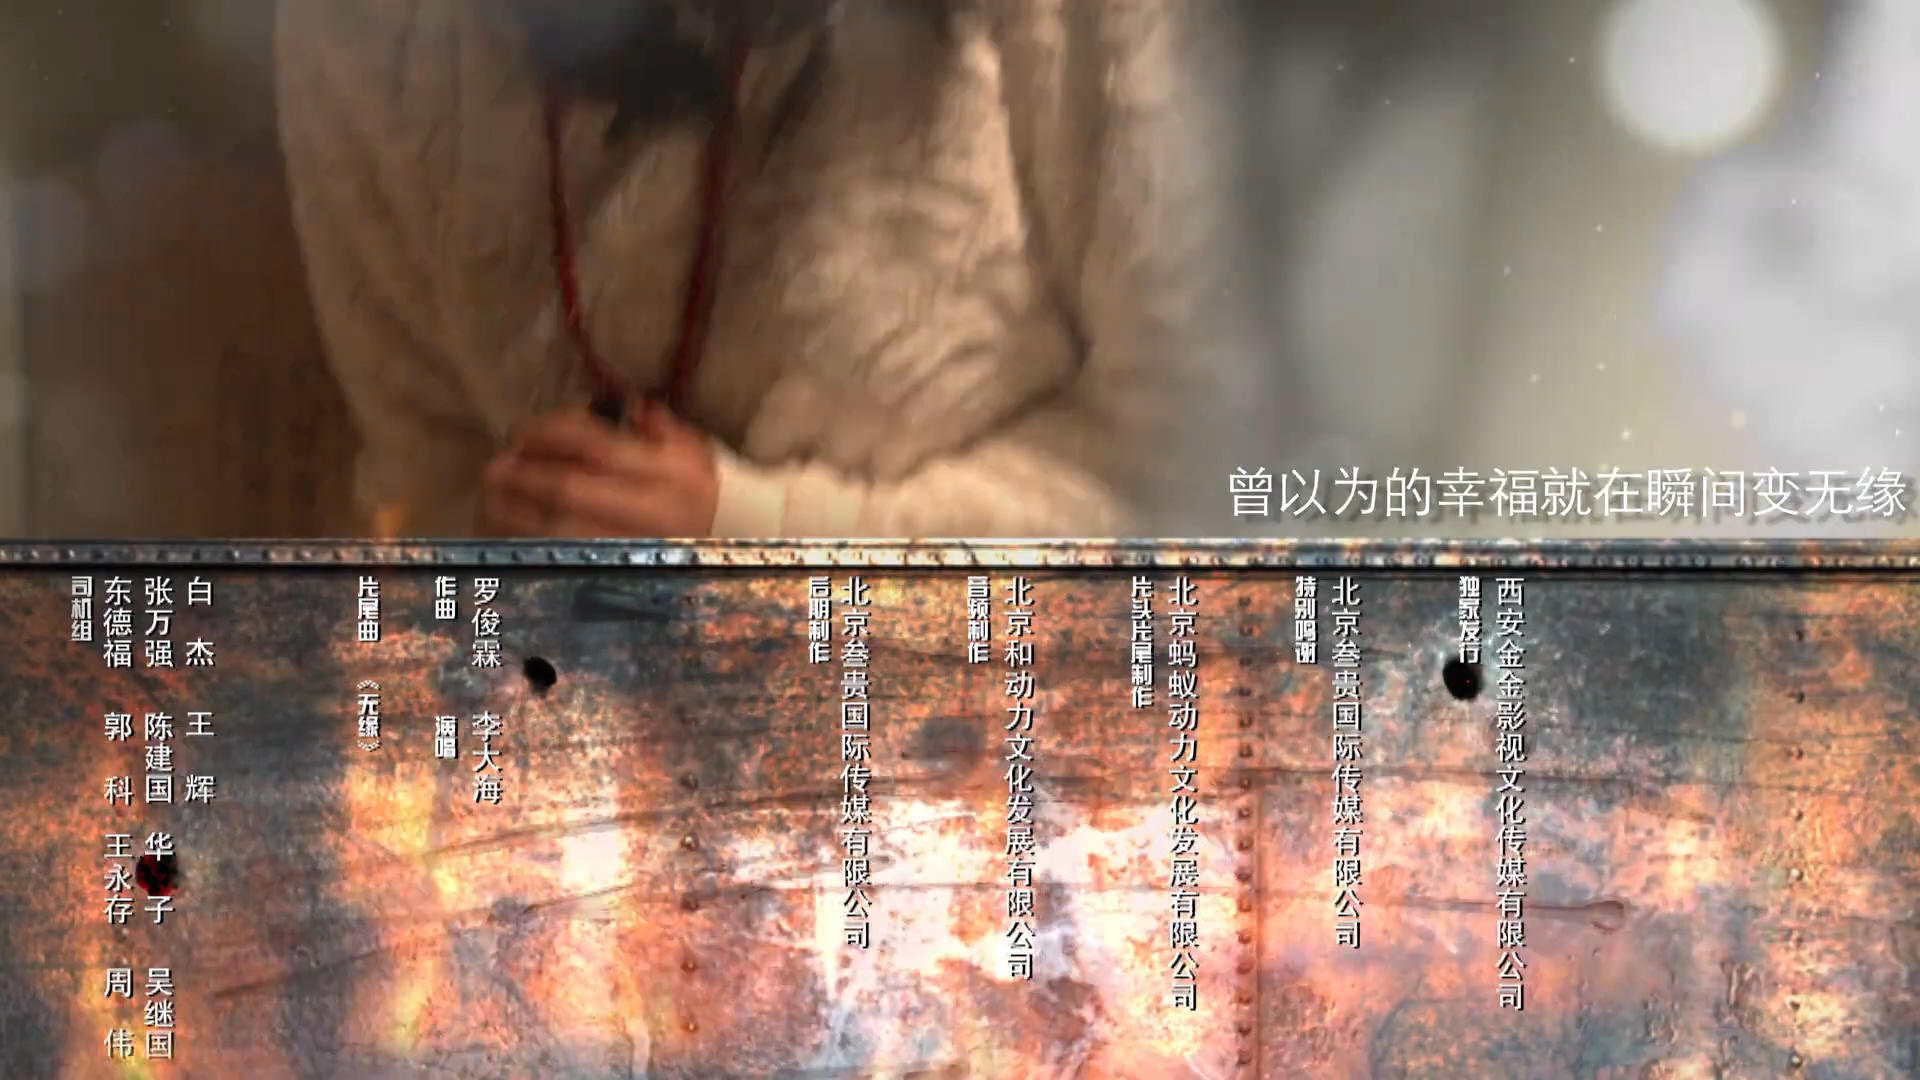 曾以为的幸福就在瞬间变无缘
司机组
东德福 郭科 王永存 周伟
张万强 陈建国 华子 吴继国
白杰 王辉
片尾曲 《无缘》
作曲 演唱
罗俊霖 李大海
后期制作
北京叁贵国际传媒有限公司
音频制作
北京和动力文化发展有限公司
片头片尾制作
北京蚂蚁动力文化发展有限公司
特别鸣谢
北京叁贵国际传媒有限公司
独家发行
西安金金影视文化传媒有限公司